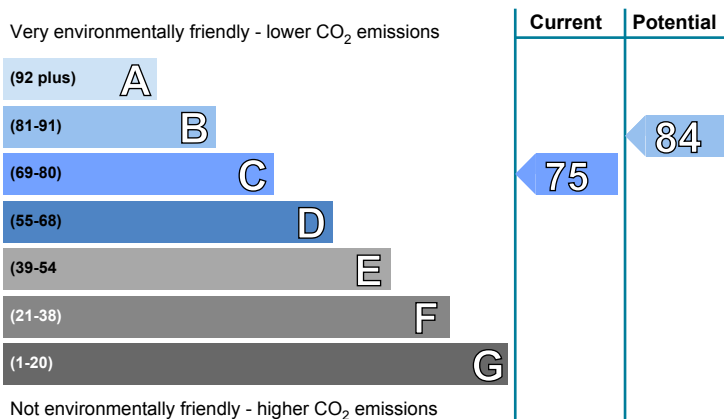 Very environmentally friendly - lower CO2 emissions
Current
Potential
(92 plus) A
(81-91) B
84
(69-80) C
75
(55-68) D
(39-54 E
(21-38) F
(1-20) G
Not environmentally friendly - higher CO2 emissions